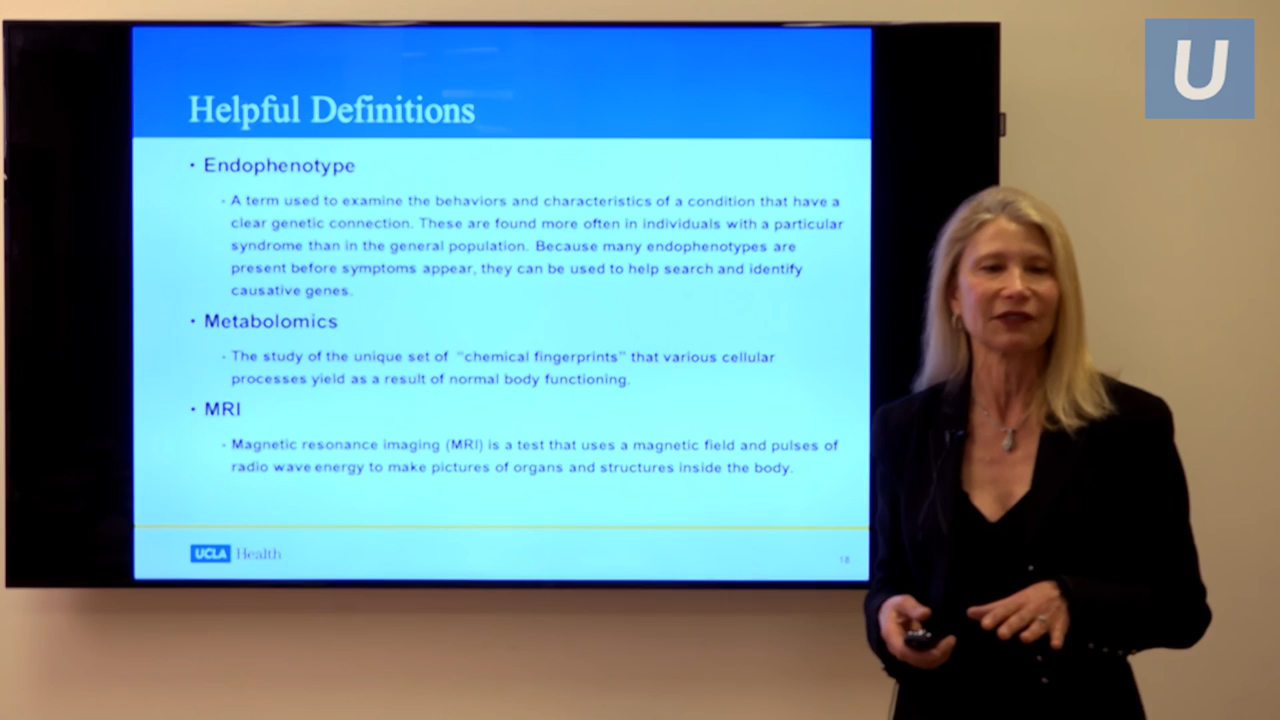 U
Helpful Definitions
• Endophenotype
- A term used to examine the behaviors and characteristics of a condition that have a
clear genetic connection. These are found more often in individuals with a particular
syndrome than in the general population. Because many endophenotypes are
present before symptoms appear, they can be used to help search and identify
causative genes.
• Metabolomics
- The study of the unique set of “chemical fingerprints” that various cellular
processes yield as a result of normal body functioning.
• MRI
- Magnetic resonance imaging (MRI) is a test that uses a magnetic field and pulses of
radio wave energy to make pictures of organs and structures inside the body.
UCLA Health